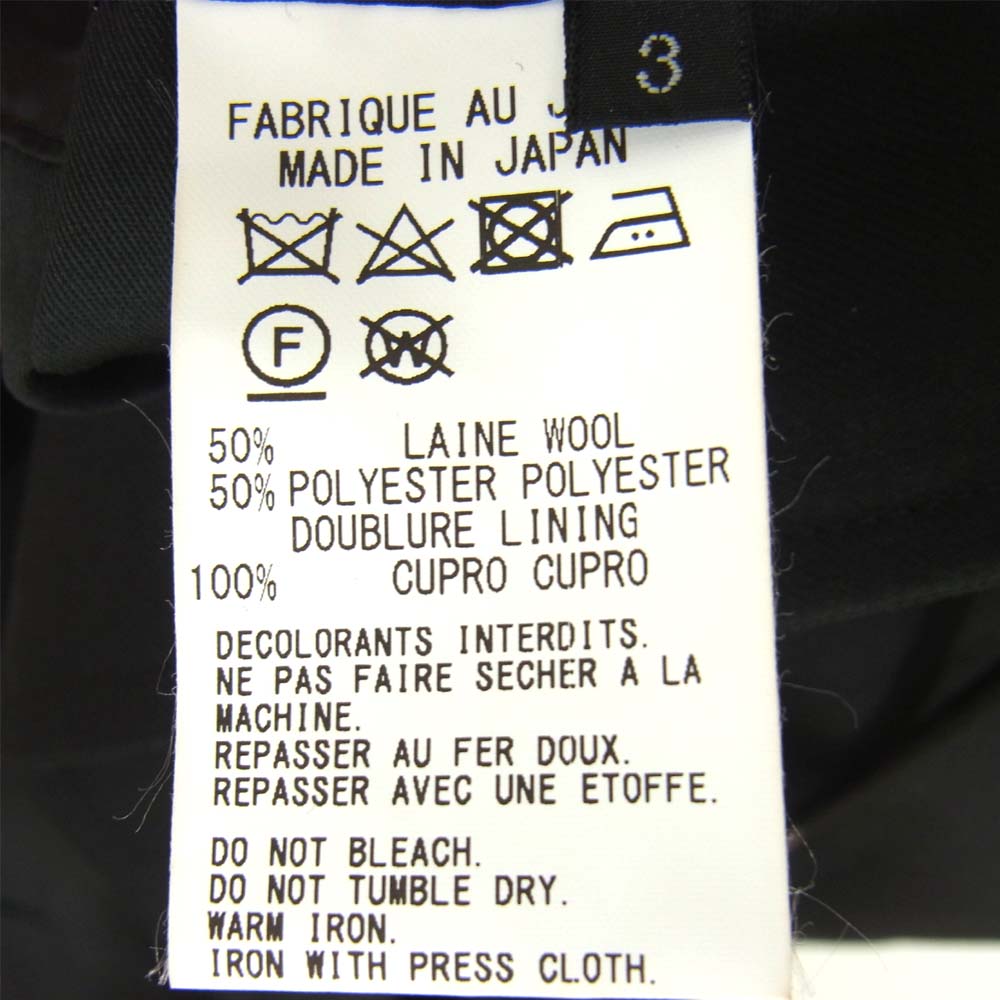 3
FABRIQUE AU
MADE IN JAPAN
F W
50% LAINE WOOL
50% POLYESTER POLYESTER
DOUBLURE LINING
100% CUPRO CUPRO
DECOLORANTS INTERDITS.
NE PAS FAIRE SECHER A LA
MACHINE.
REPASSER AU FER DOUX.
REPASSER AVEC UNE ETOFFE.
DO NOT BLEACH.
DO NOT TUMBLE DRY.
WARM IRON.
IRON WITH PRESS CLOTH.